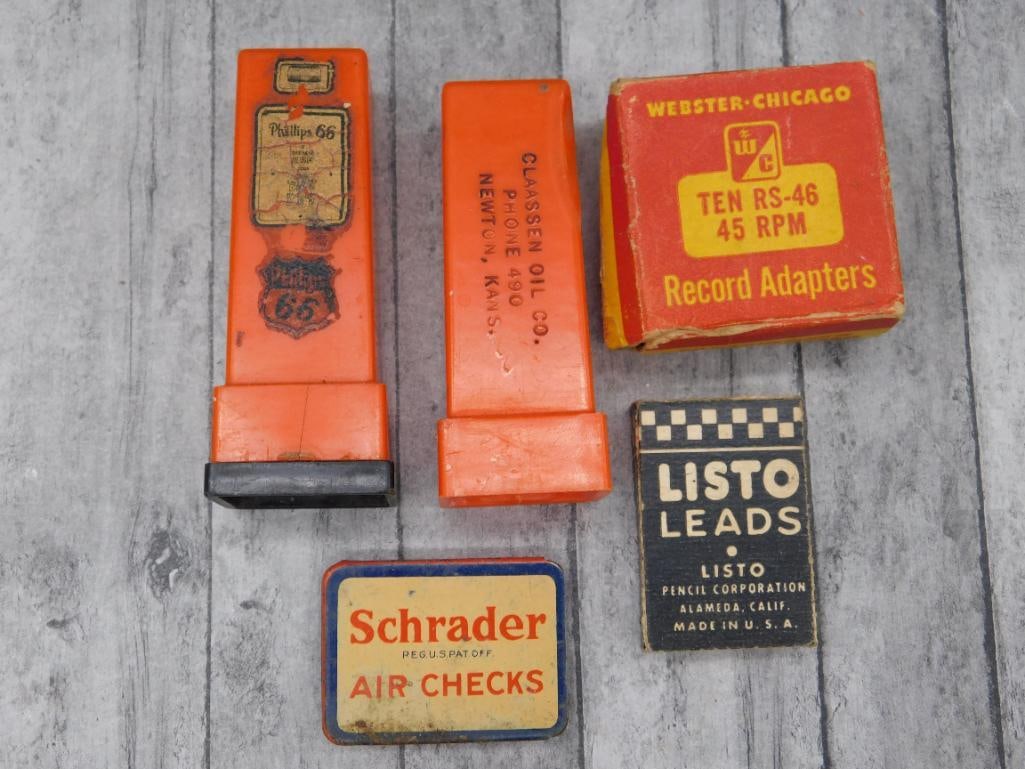 Phillips 66
Phillips
66
CLAASSEN OIL CO.
PHONE 490
NEWTON, KANS.
WEBSTER·CHICAGO
W
C
TEN RS-46
45 RPM
Record Adapters
LISTO
LEADS
•
LISTO
PENCIL CORPORATION
ALAMEDA, CALIF.
MADE IN U.S.A.
Schrader
REG.U.S.PAT.OFF.
AIR CHECKS